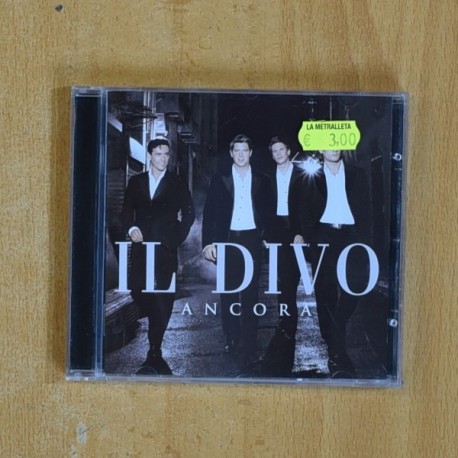 LA METRALLETA
€ 3,00
IL DIVO
ANCORA